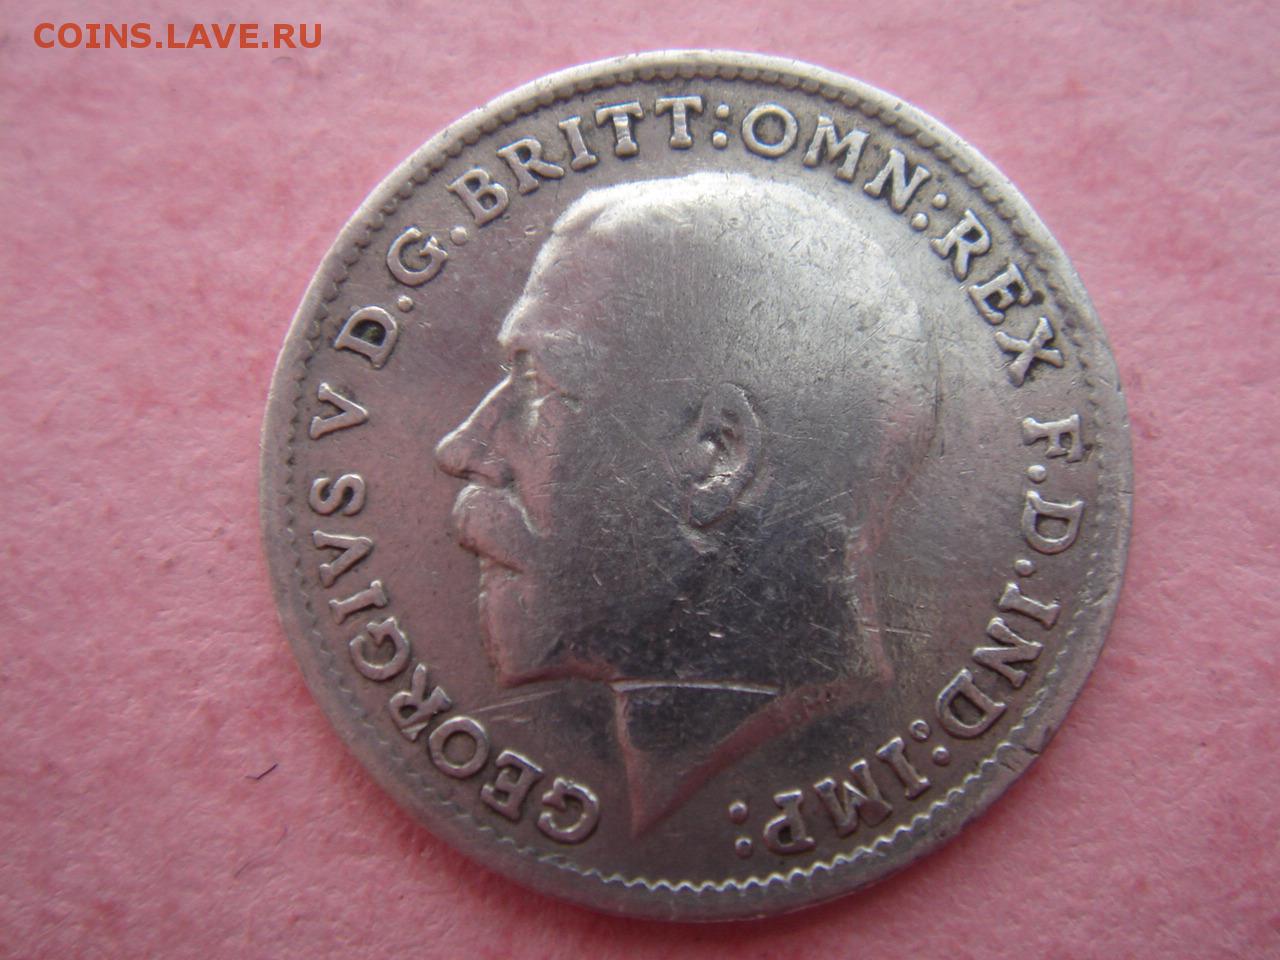 COINS.LAVE.RU
GEORGIVS V D.G.BRITT:OMN:REX F.D.IND:IMP: